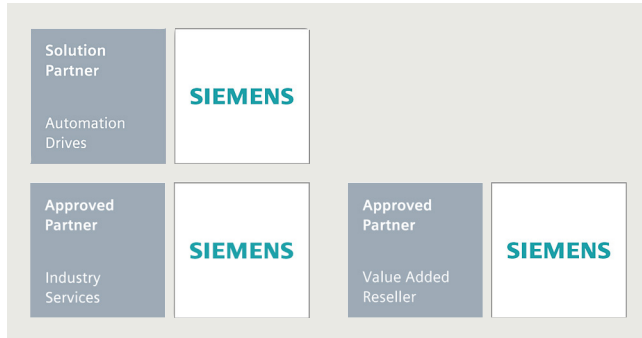 Solution
Partner
Automation
Drives
SIEMENS
Approved
Partner
Industry
Services
SIEMENS
Approved
Partner
Value Added
Reseller
SIEMENS